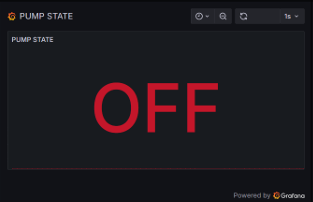 PUMP STATE
1s
PUMP STATE
OFF
Powered by Grafana